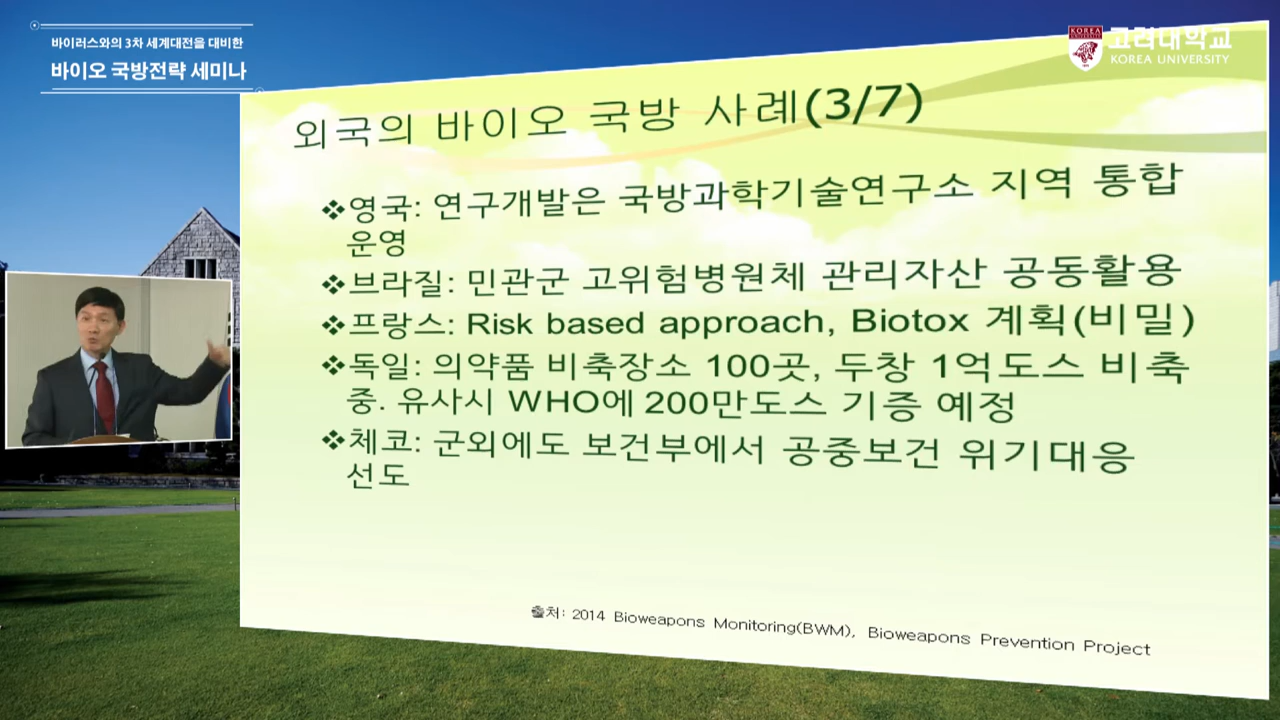 바이러스와의 3차 세계대전을 대비한
바이오 국방전략 세미나
KOREA
고려대학교
KOREA UNIVERSITY
외국의 바이오 국방 사례(3/7)
❖영국: 연구개발은 국방과학기술연구소 지역 통합
운영
❖브라질: 민관군 고위험병원체 관리자산 공동활용
❖프랑스: Risk based approach, Biotox 계획(비밀)
❖독일: 의약품 비축장소 100곳, 두창 1억도스 비축
중. 유사시 WHO에 200만도스 기증 예정
❖체코: 군외에도 보건부에서 공중보건 위기대응
선도
출처: 2014 Bioweapons Monitoring(BWM), Bioweapons Prevention Project